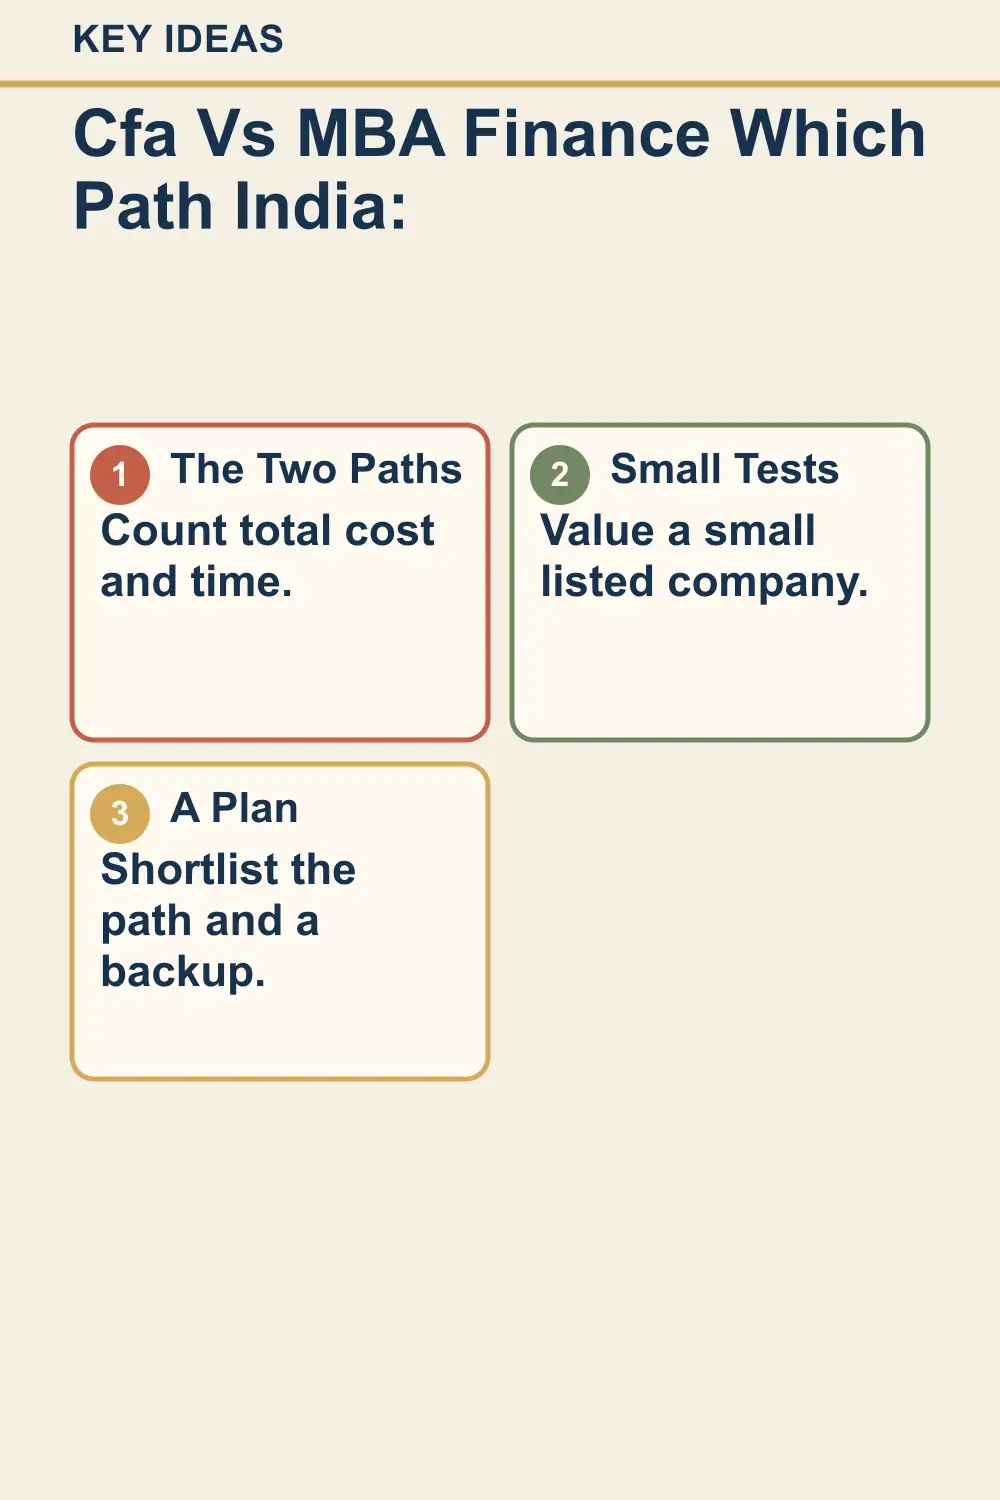 KEY IDEAS
Cfa Vs MBA Finance Which
Path India:
1 The Two Paths
Count total cost
and time.
2 Small Tests
Value a small
listed company.
3 A Plan
Shortlist the
path and a
backup.